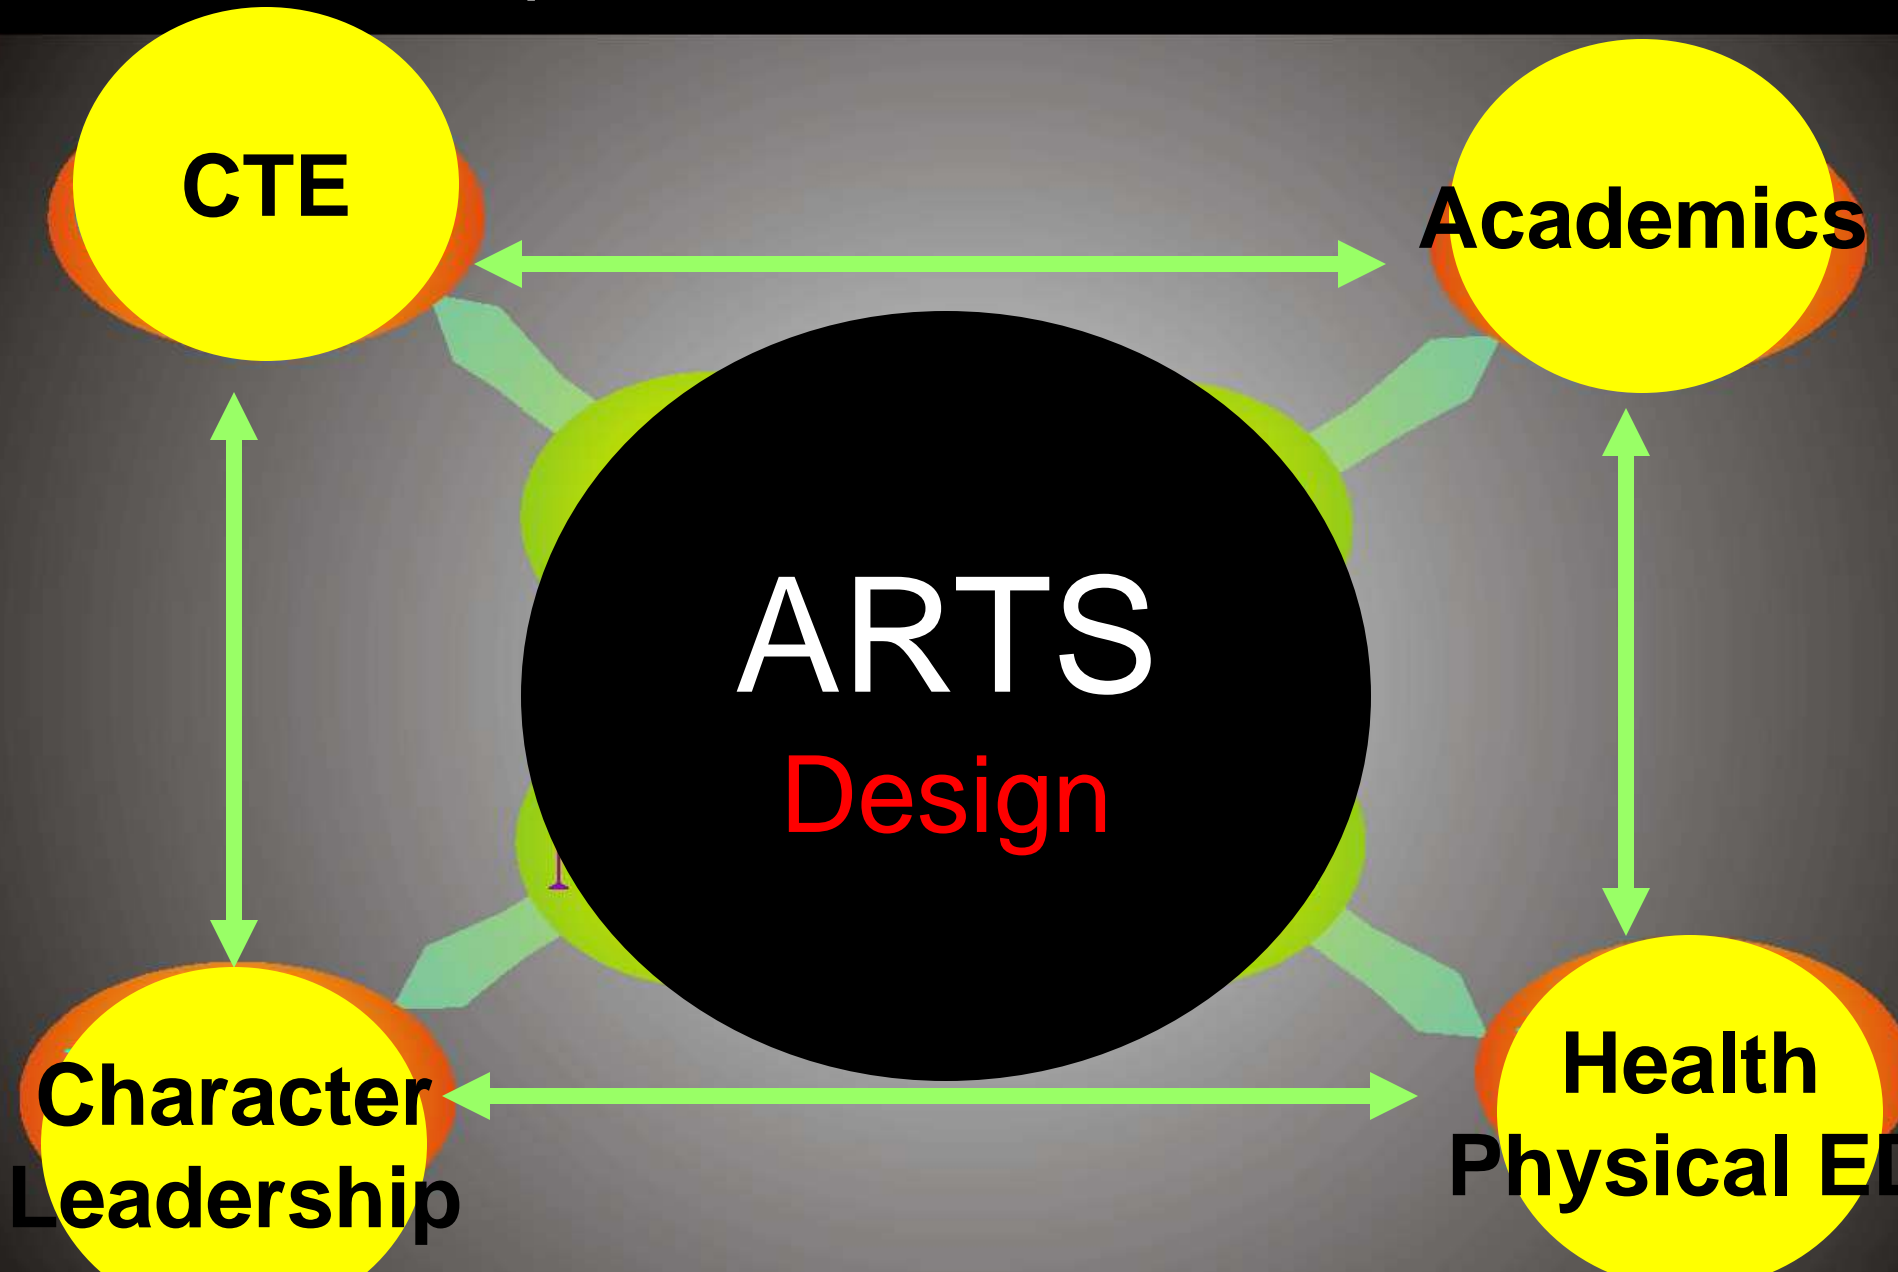 CTE
Academics
ARTS
Design
Character
Leadership
Health
Physical ED